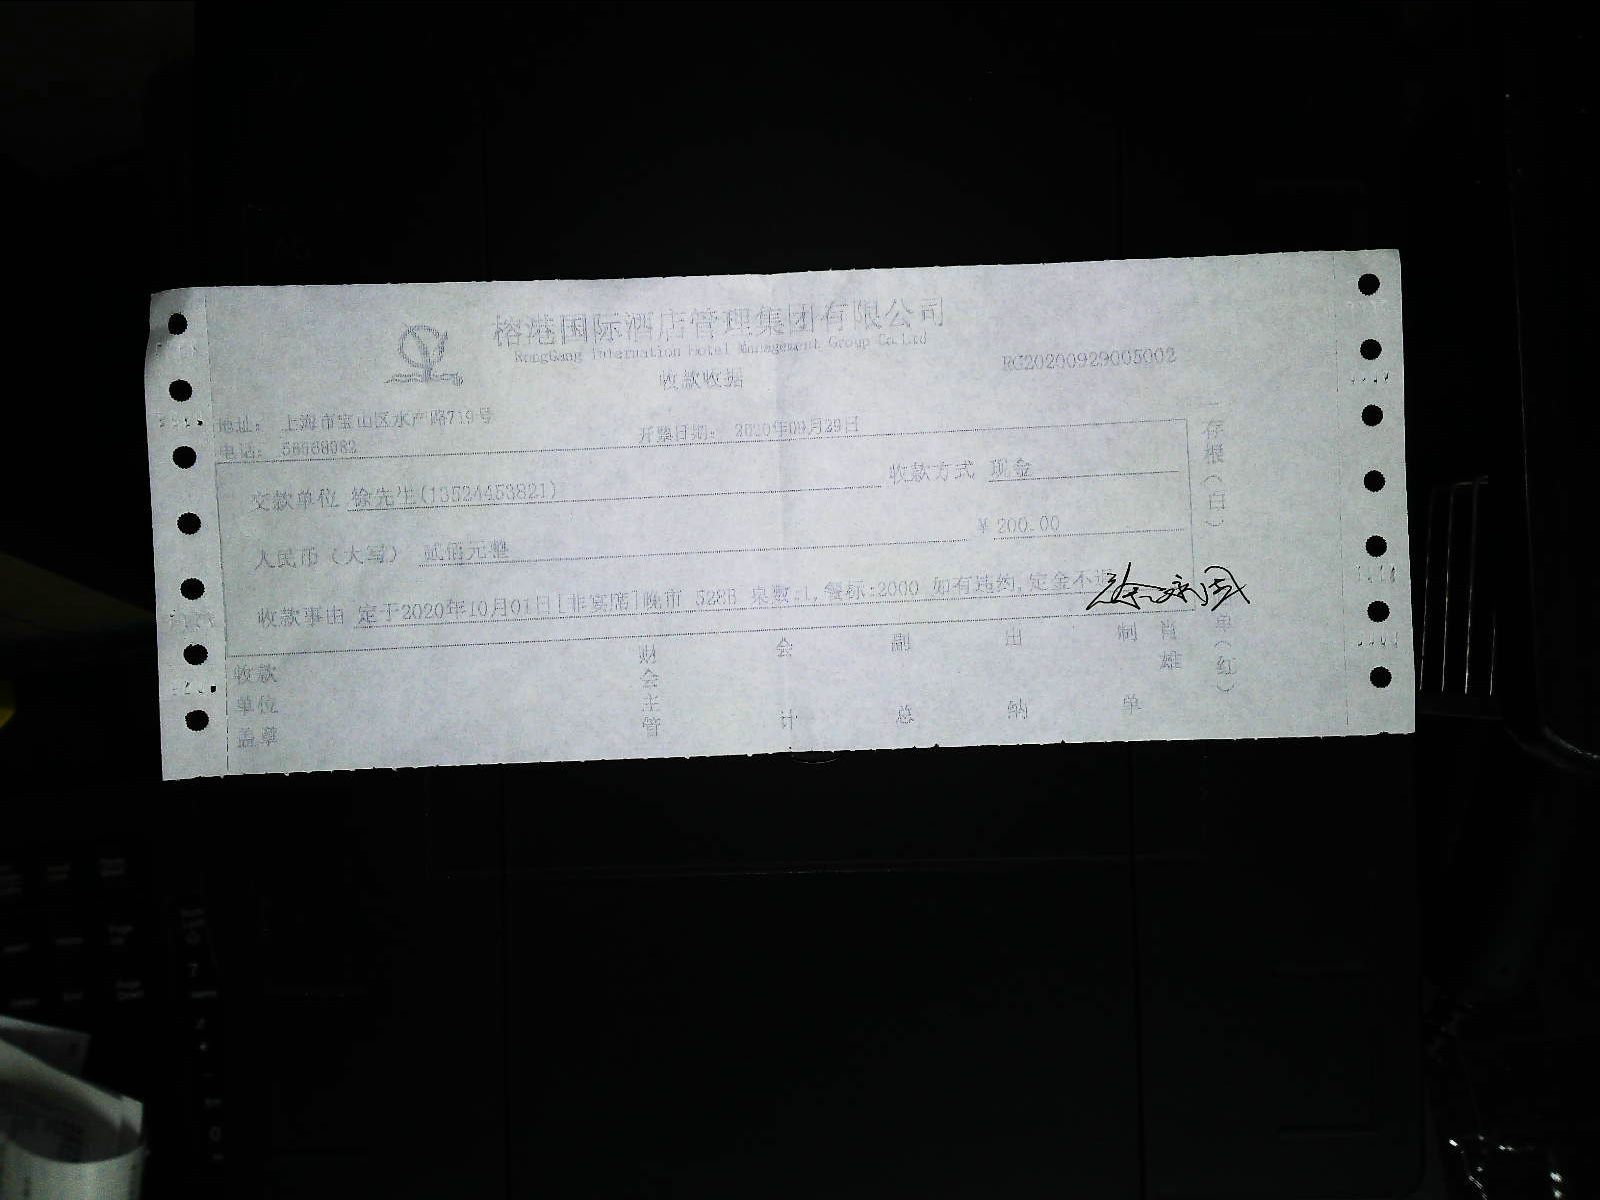 榕港国际酒店管理集团有限公司
RongGang Internation Hotel Management Group Co.Ltd
收款收据
RC20200929005002
地址： 上海市宝山区水产路719号
电话： 56568082
开票日期： 2020年09月29日
交款单位 徐先生(13524453821)
收款方式 现金
人民币（大写） 贰佰元整
¥ 200.00
收款事由 定于2020年10月01日[非宴席]晚市 528B 桌数:1,餐标:2000 如有违约,定金不退
存根（白）
单（红）
收款单位盖章
财会主管
会计
副总
出纳
制单
肖雄